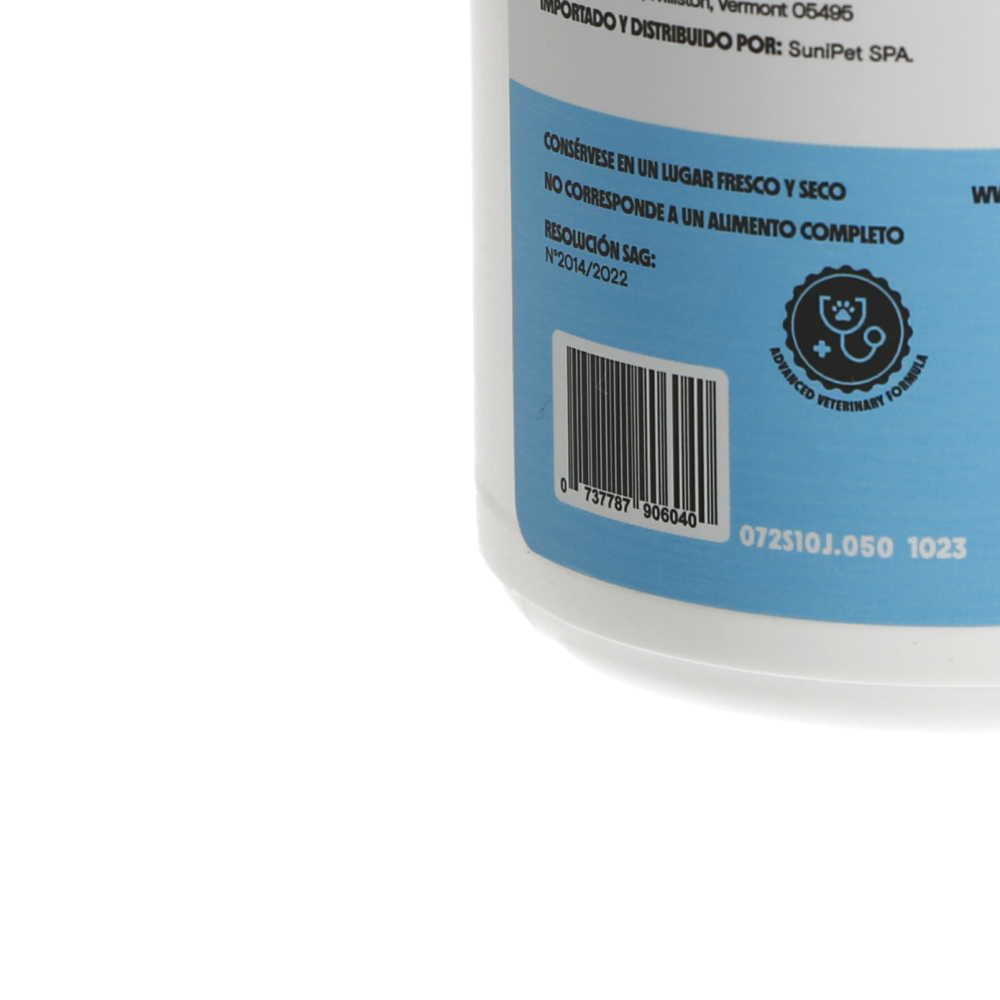 Vermont 05495
IMPORTADO Y DISTRIBUIDO POR: SuniPet SPA.
CONSÉRVESE EN UN LUGAR FRESCO Y SECO
NO CORRESPONDE A UN ALIMENTO COMPLETO
RESOLUCIÓN SAG:
N°2014/2022
ADVANCED VETERINARY FORMULA
0 737787 906040
072S10J.050 1023